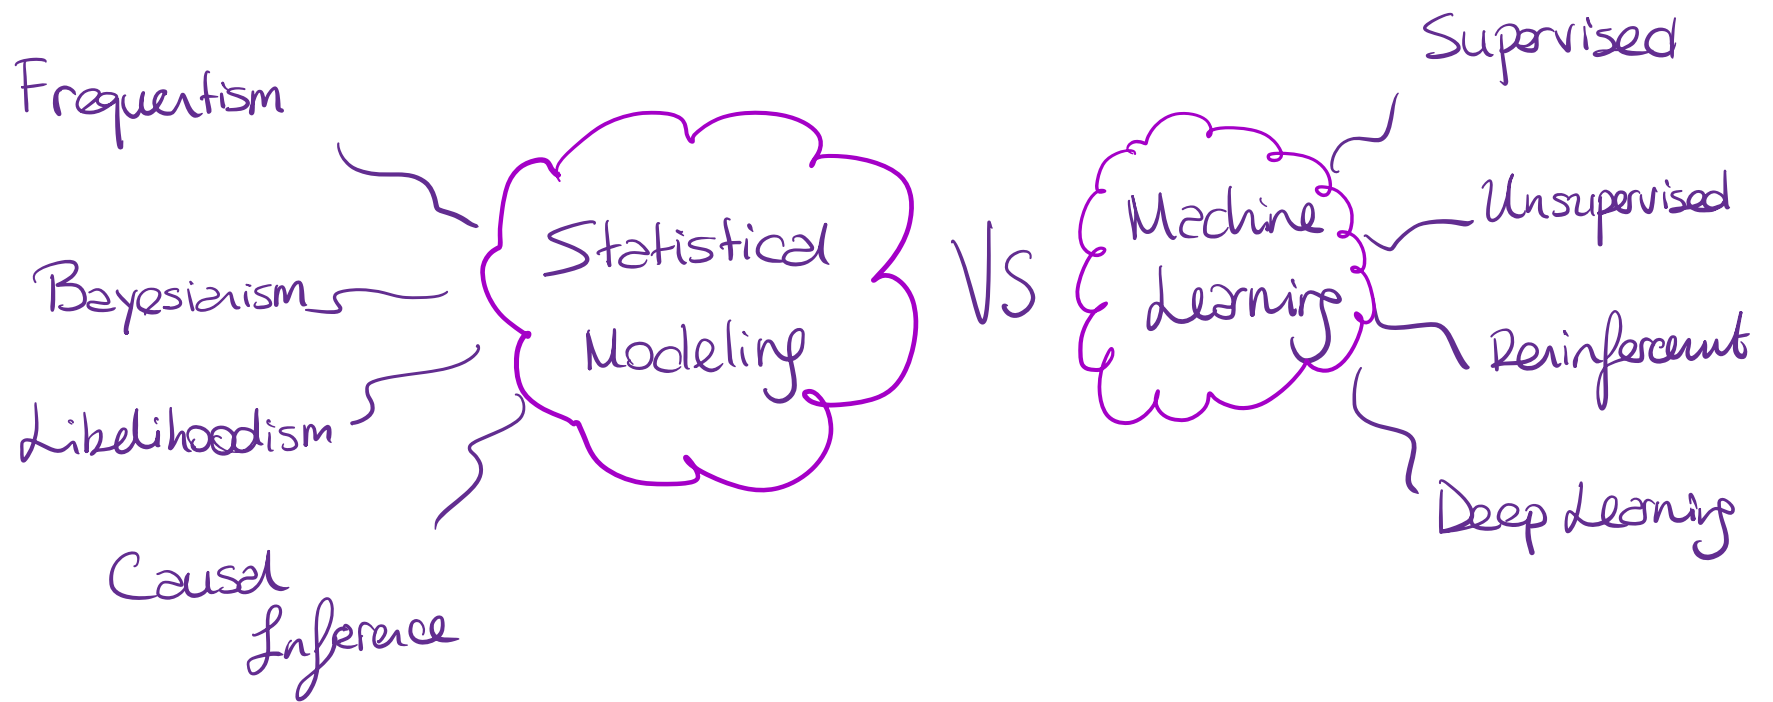 Frequentism
Bayesianism
Likelihoodism
Causal
Inference
Statistical
Modeling
VS
Machine
Learning
Supervised
Unsupervised
Reinforcement
Deep Learning